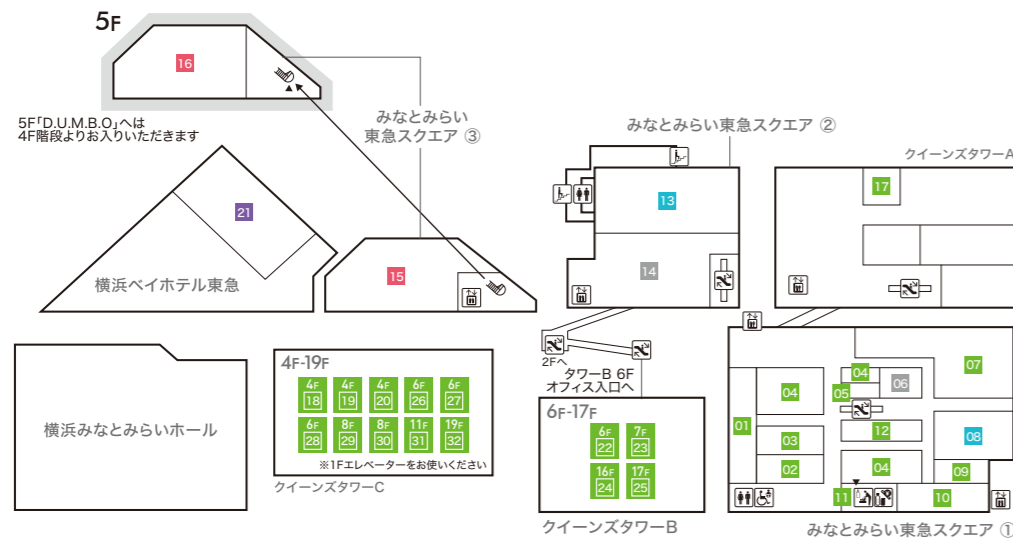 5F
16
5F「D.U.M.B.O」へは
4F階段よりお入りいただきます
みなとみらい
東急スクエア ③
みなとみらい東急スクエア ②
クイーンズタワーA
13
14
17
21
横浜ベイホテル東急
15
2Fへ
タワーB 6F
オフィス入口へ
横浜みなとみらいホール
4F-19F
4F 4F 4F 6F 6F
18 19 20 26 27
6F 8F 8F 11F 19F
28 29 30 31 32
※1Fエレベーターをお使いください
クイーンズタワーC
6F-17F
6F 7F
22 23
16F 17F
24 25
クイーンズタワーB
01
04
03
02
04
05
06
07
12
08
04
09
11
10
みなとみらい東急スクエア ①